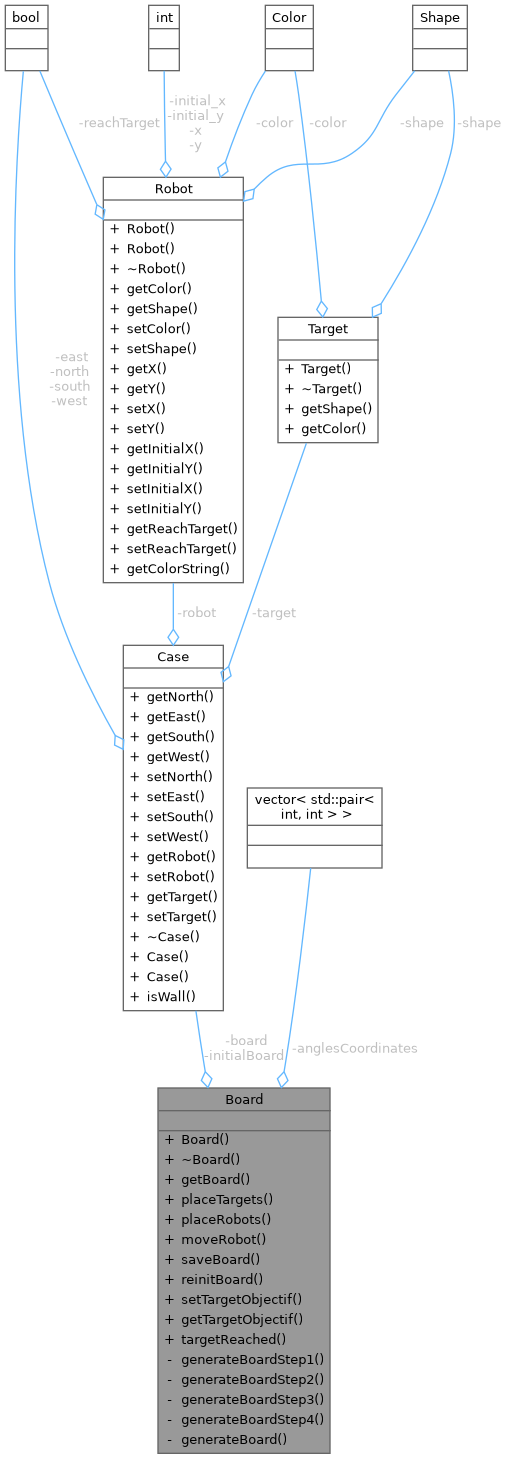 bool
int
Color
Shape
-reachTarget
-initial_x
-initial_y
-x
-y
-color
-color
-shape
-shape
Robot
+ Robot()
+ Robot()
+ ~Robot()
+ getColor()
+ getShape()
+ setColor()
+ setShape()
+ getX()
+ getY()
+ setX()
+ setY()
+ getInitialX()
+ getInitialY()
+ setInitialX()
+ setInitialY()
+ getReachTarget()
+ setReachTarget()
+ getColorString()
Target
+ Target()
+ ~Target()
+ getShape()
+ getColor()
-east
-north
-south
-west
-robot
-target
Case
+ getNorth()
+ getEast()
+ getSouth()
+ getWest()
+ setNorth()
+ setEast()
+ setSouth()
+ setWest()
+ getRobot()
+ setRobot()
+ getTarget()
+ setTarget()
+ ~Case()
+ Case()
+ Case()
+ isWall()
vector< std::pair<
int, int > >
-board
-initialBoard
-anglesCoordinates
Board
+ Board()
+ ~Board()
+ getBoard()
+ placeTargets()
+ placeRobots()
+ moveRobot()
+ saveBoard()
+ reinitBoard()
+ setTargetObjectif()
+ getTargetObjectif()
+ targetReached()
- generateBoardStep1()
- generateBoardStep2()
- generateBoardStep3()
- generateBoardStep4()
- generateBoard()